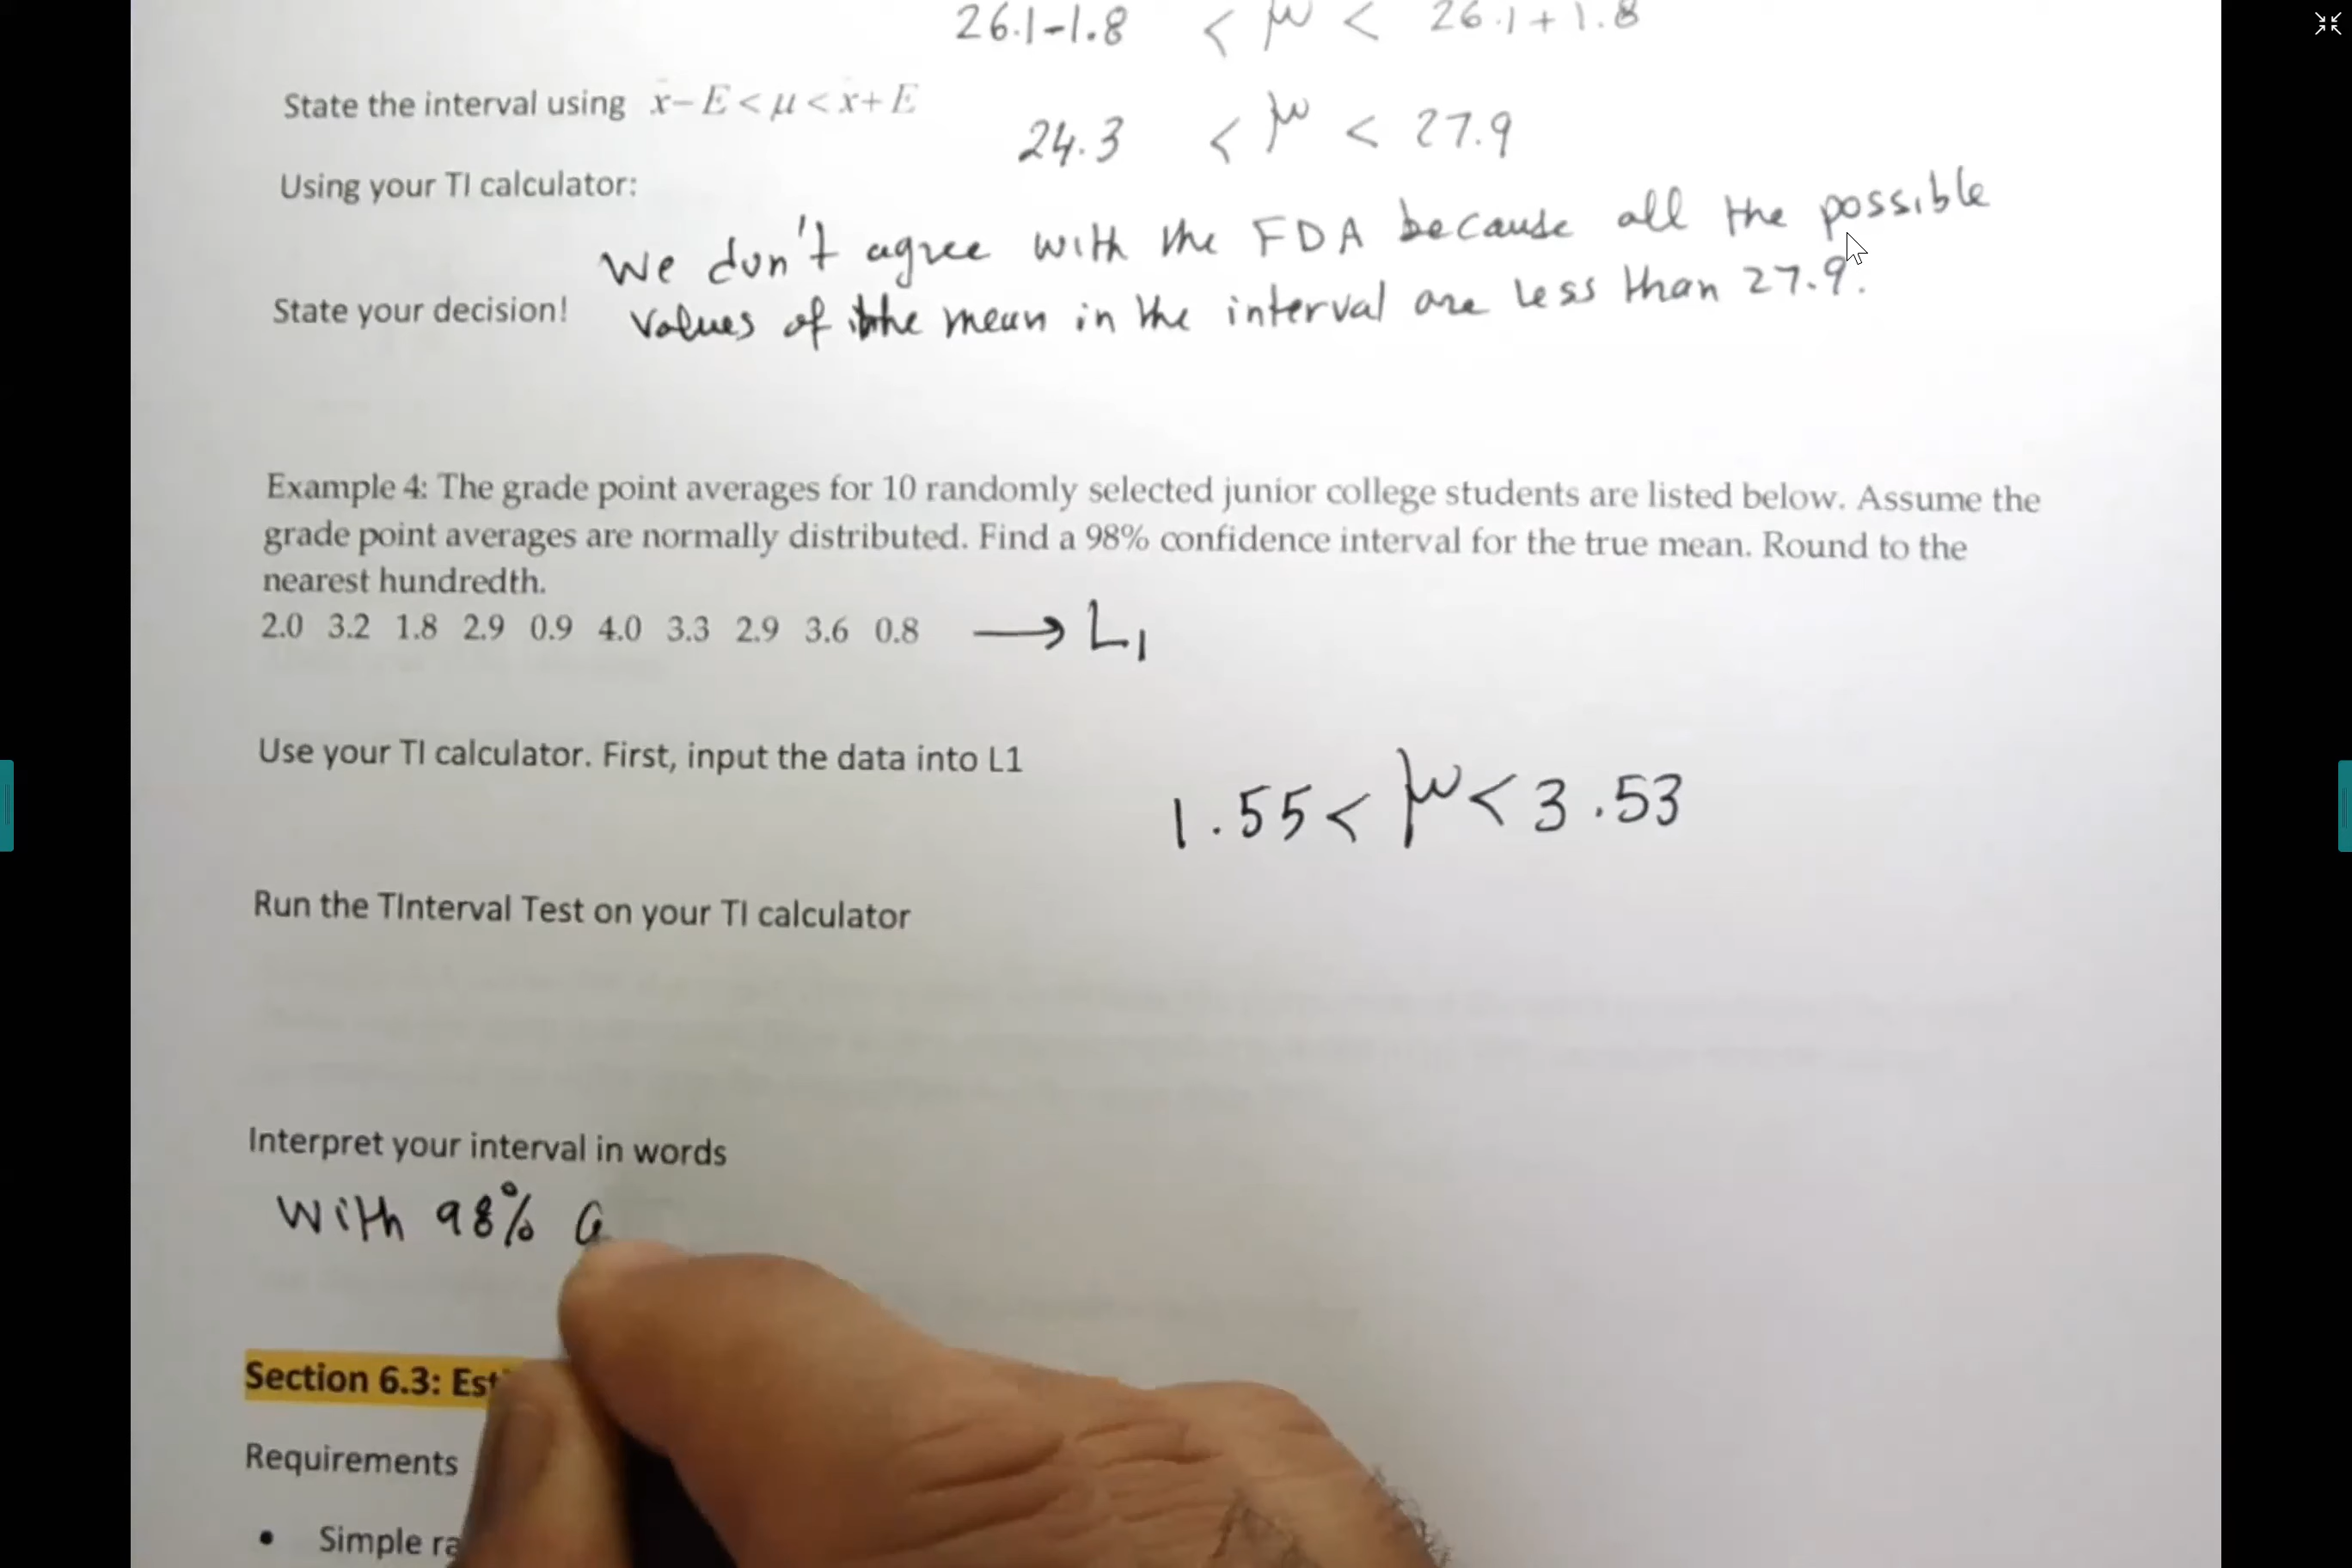 26.1-1.8 < μ < 26.1+1.8
State the interval using x̄-E<μ<x̄+E
24.3 < μ < 27.9
Using your TI calculator:
We don't agree with the FDA because all the possible
State your decision! values of the mean in the interval are less than 27.9.
Example 4: The grade point averages for 10 randomly selected junior college students are listed below. Assume the
grade point averages are normally distributed. Find a 98% confidence interval for the true mean. Round to the
nearest hundredth.
2.0 3.2 1.8 2.9 0.9 4.0 3.3 2.9 3.6 0.8 → L1
Use your TI calculator. First, input the data into L1
1.55 < μ < 3.53
Run the TInterval Test on your TI calculator
Interpret your interval in words
With 98%
Section 6.3:
Requirements
• Simple